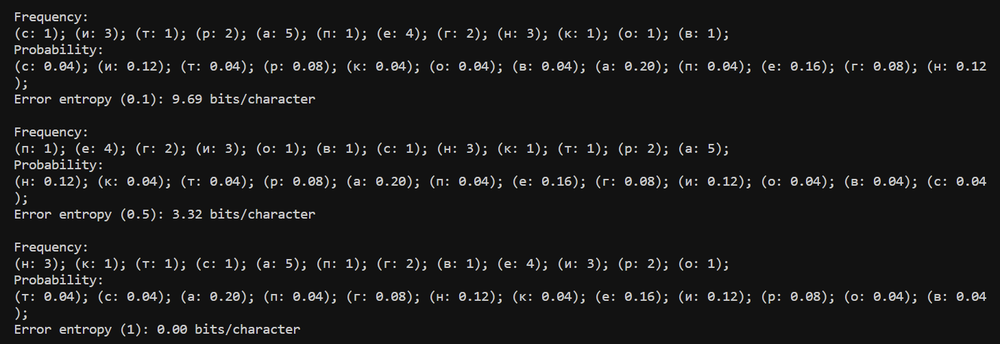 Frequency:
(с: 1); (и: 3); (т: 1); (р: 2); (а: 5); (п: 1); (е: 4); (г: 2); (н: 3); (к: 1); (о: 1); (в: 1);
Probability:
(с: 0.04); (и: 0.12); (т: 0.04); (р: 0.08); (к: 0.04); (о: 0.04); (в: 0.04); (а: 0.20); (п: 0.04); (е: 0.16); (г: 0.08); (н: 0.12
);
Error entropy (0.1): 9.69 bits/character
Frequency:
(п: 1); (е: 4); (г: 2); (и: 3); (о: 1); (в: 1); (с: 1); (н: 3); (к: 1); (т: 1); (р: 2); (а: 5);
Probability:
(н: 0.12); (к: 0.04); (т: 0.04); (р: 0.08); (а: 0.20); (п: 0.04); (е: 0.16); (г: 0.08); (и: 0.12); (о: 0.04); (в: 0.04); (с: 0.04
);
Error entropy (0.5): 3.32 bits/character
Frequency:
(н: 3); (к: 1); (т: 1); (с: 1); (а: 5); (п: 1); (г: 2); (в: 1); (е: 4); (и: 3); (р: 2); (о: 1);
Probability:
(т: 0.04); (с: 0.04); (а: 0.20); (п: 0.04); (г: 0.08); (н: 0.12); (к: 0.04); (е: 0.16); (и: 0.12); (р: 0.08); (о: 0.04); (в: 0.04
);
Error entropy (1): 0.00 bits/character